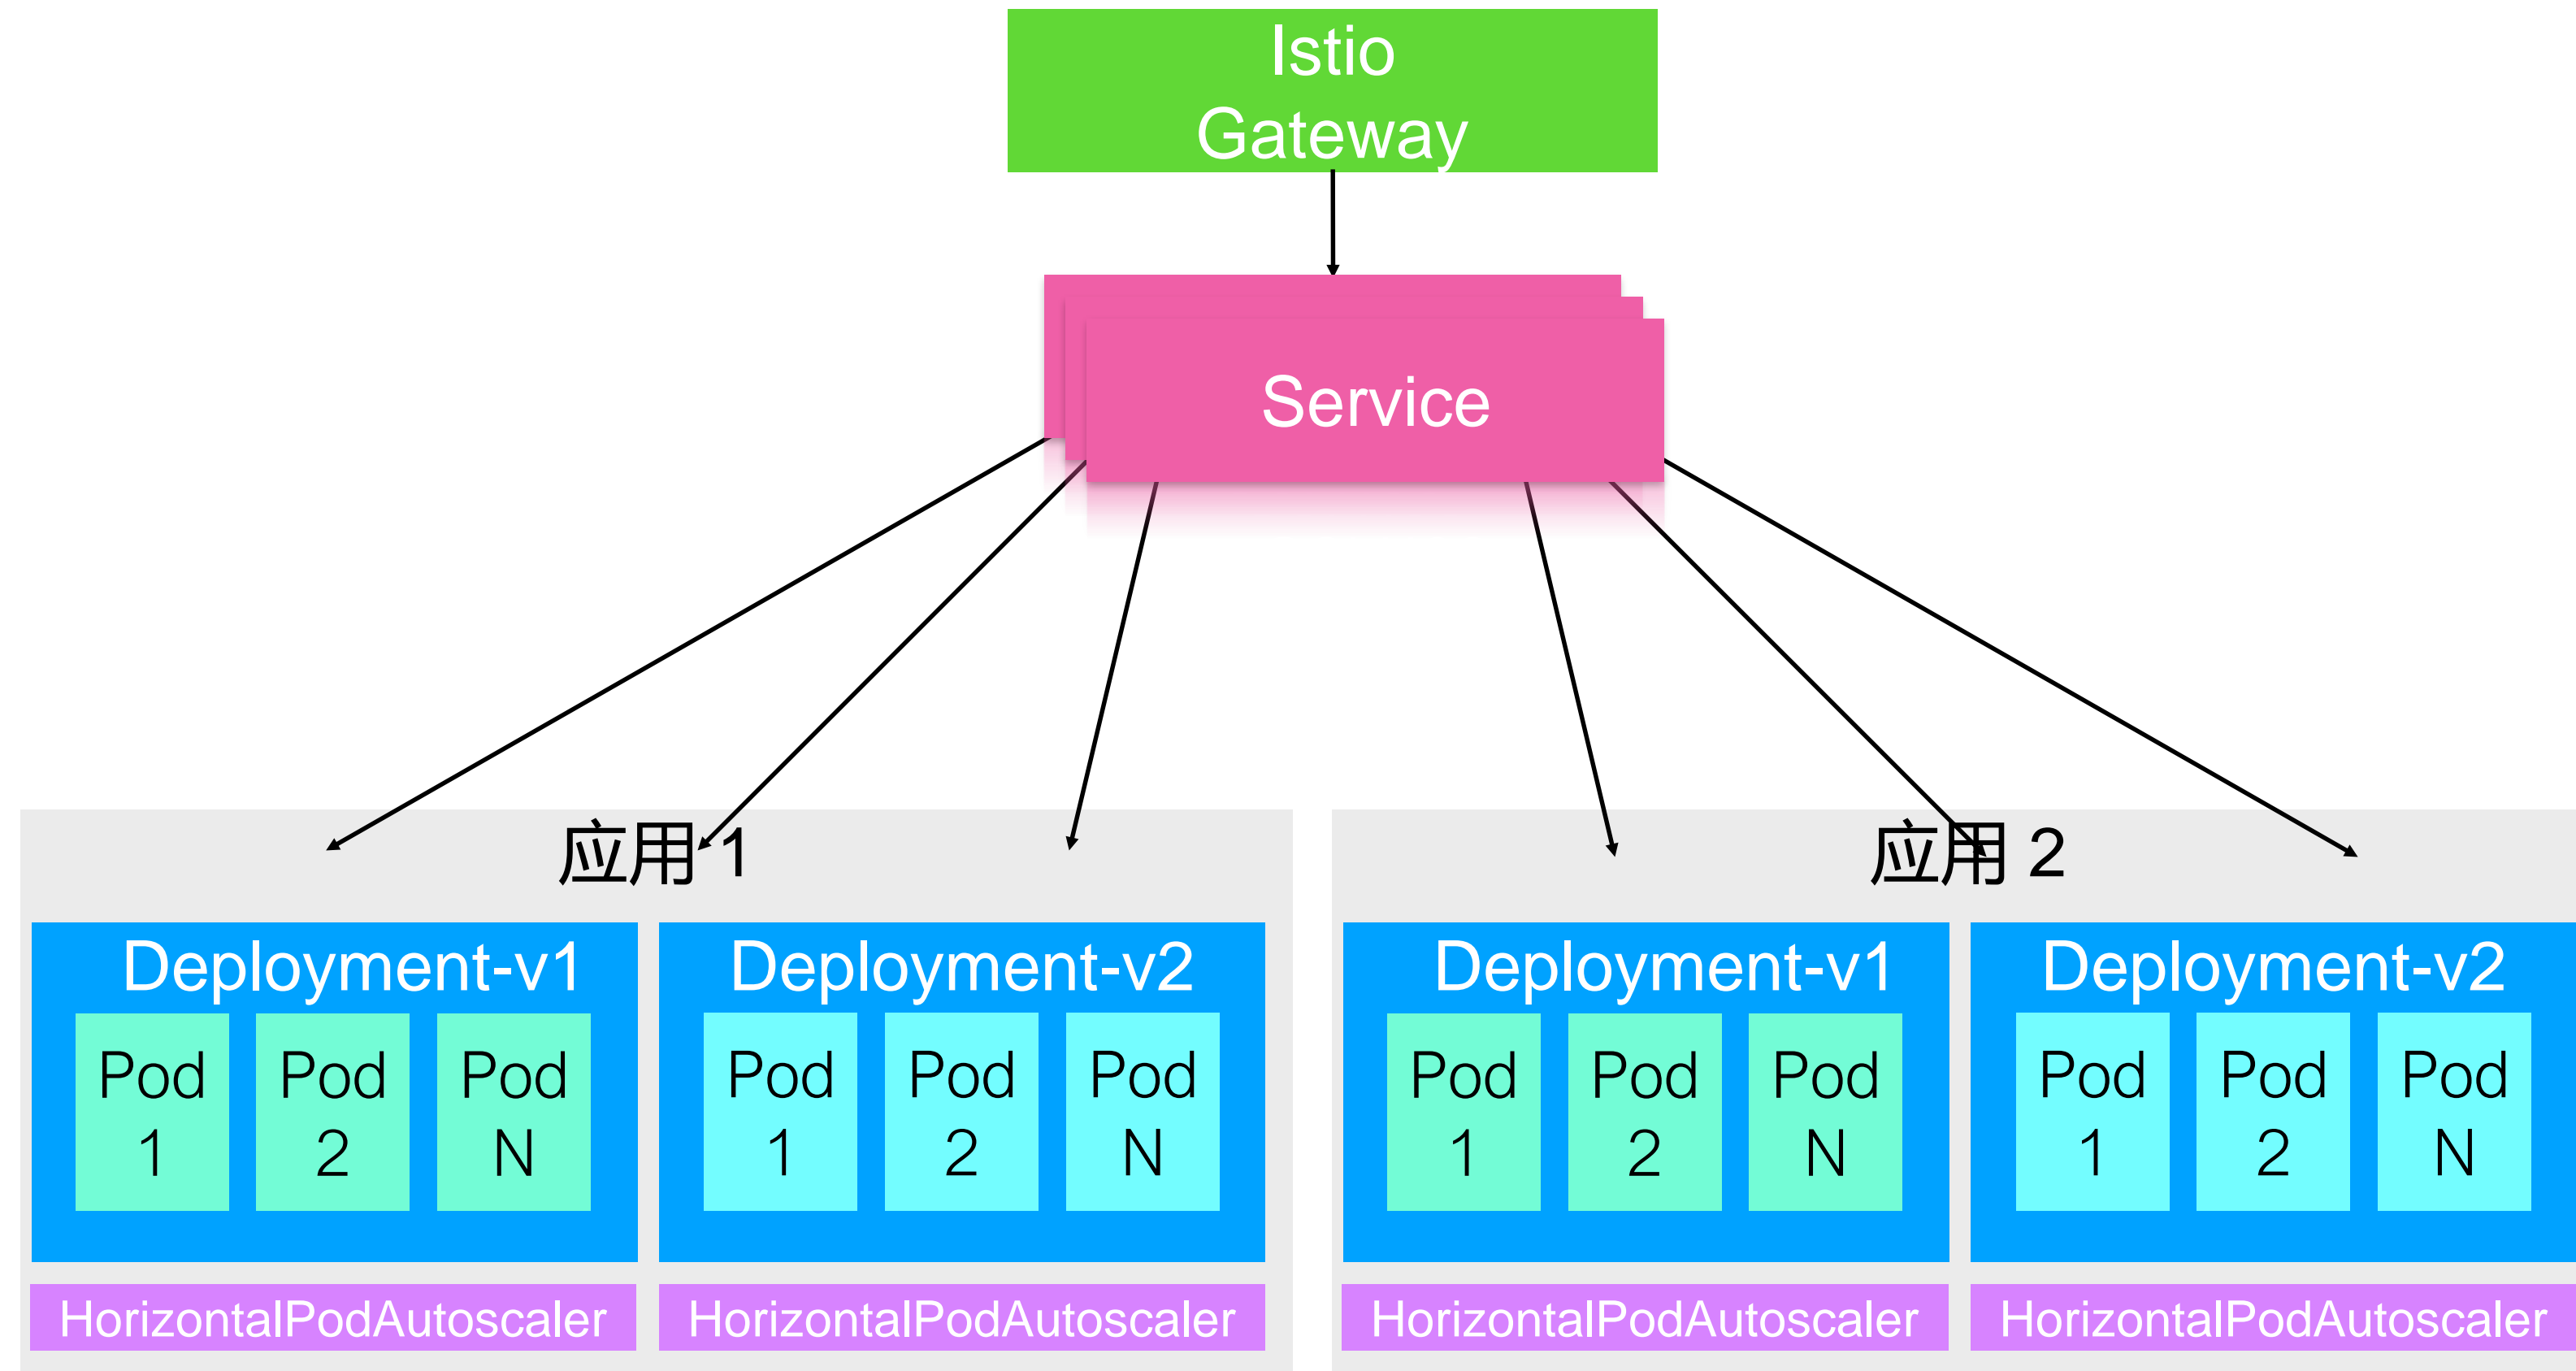 Istio
Gateway
Service
应用 1
应用 2
Deployment-v1
Pod
1
Pod
2
Pod
N
Deployment-v2
Pod
1
Pod
2
Pod
N
Deployment-v1
Pod
1
Pod
2
Pod
N
Deployment-v2
Pod
1
Pod
2
Pod
N
HorizontalPodAutoscaler
HorizontalPodAutoscaler
HorizontalPodAutoscaler
HorizontalPodAutoscaler